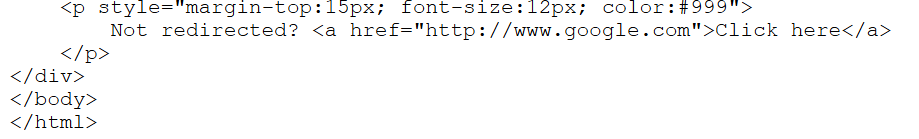 <p style="margin-top:15px; font-size:12px; color:#999">
Not redirected? <a href="http://www.google.com">Click here</a>
</p>
</div>
</body>
</html>